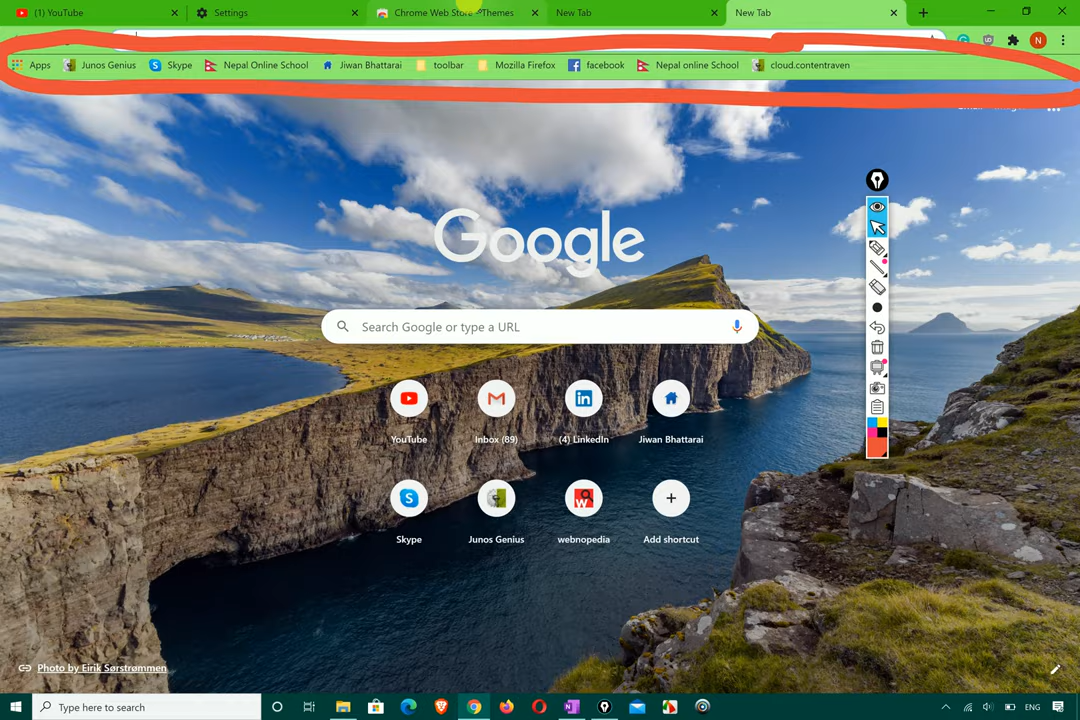 (1) YouTube
Settings
Chrome Web Store - Themes
New Tab
New Tab
N
Apps
Junos Genius
Skype
Nepal Online School
Jiwan Bhattarai
toolbar
Mozilla Firefox
facebook
Nepal online School
cloud.contentraven
Google
Search Google or type a URL
YouTube
Inbox (89)
(4) LinkedIn
Jiwan Bhattarai
Skype
Junos Genius
webnopedia
Add shortcut
Photo by Eirik Sørstrømmen
Type here to search
ENG